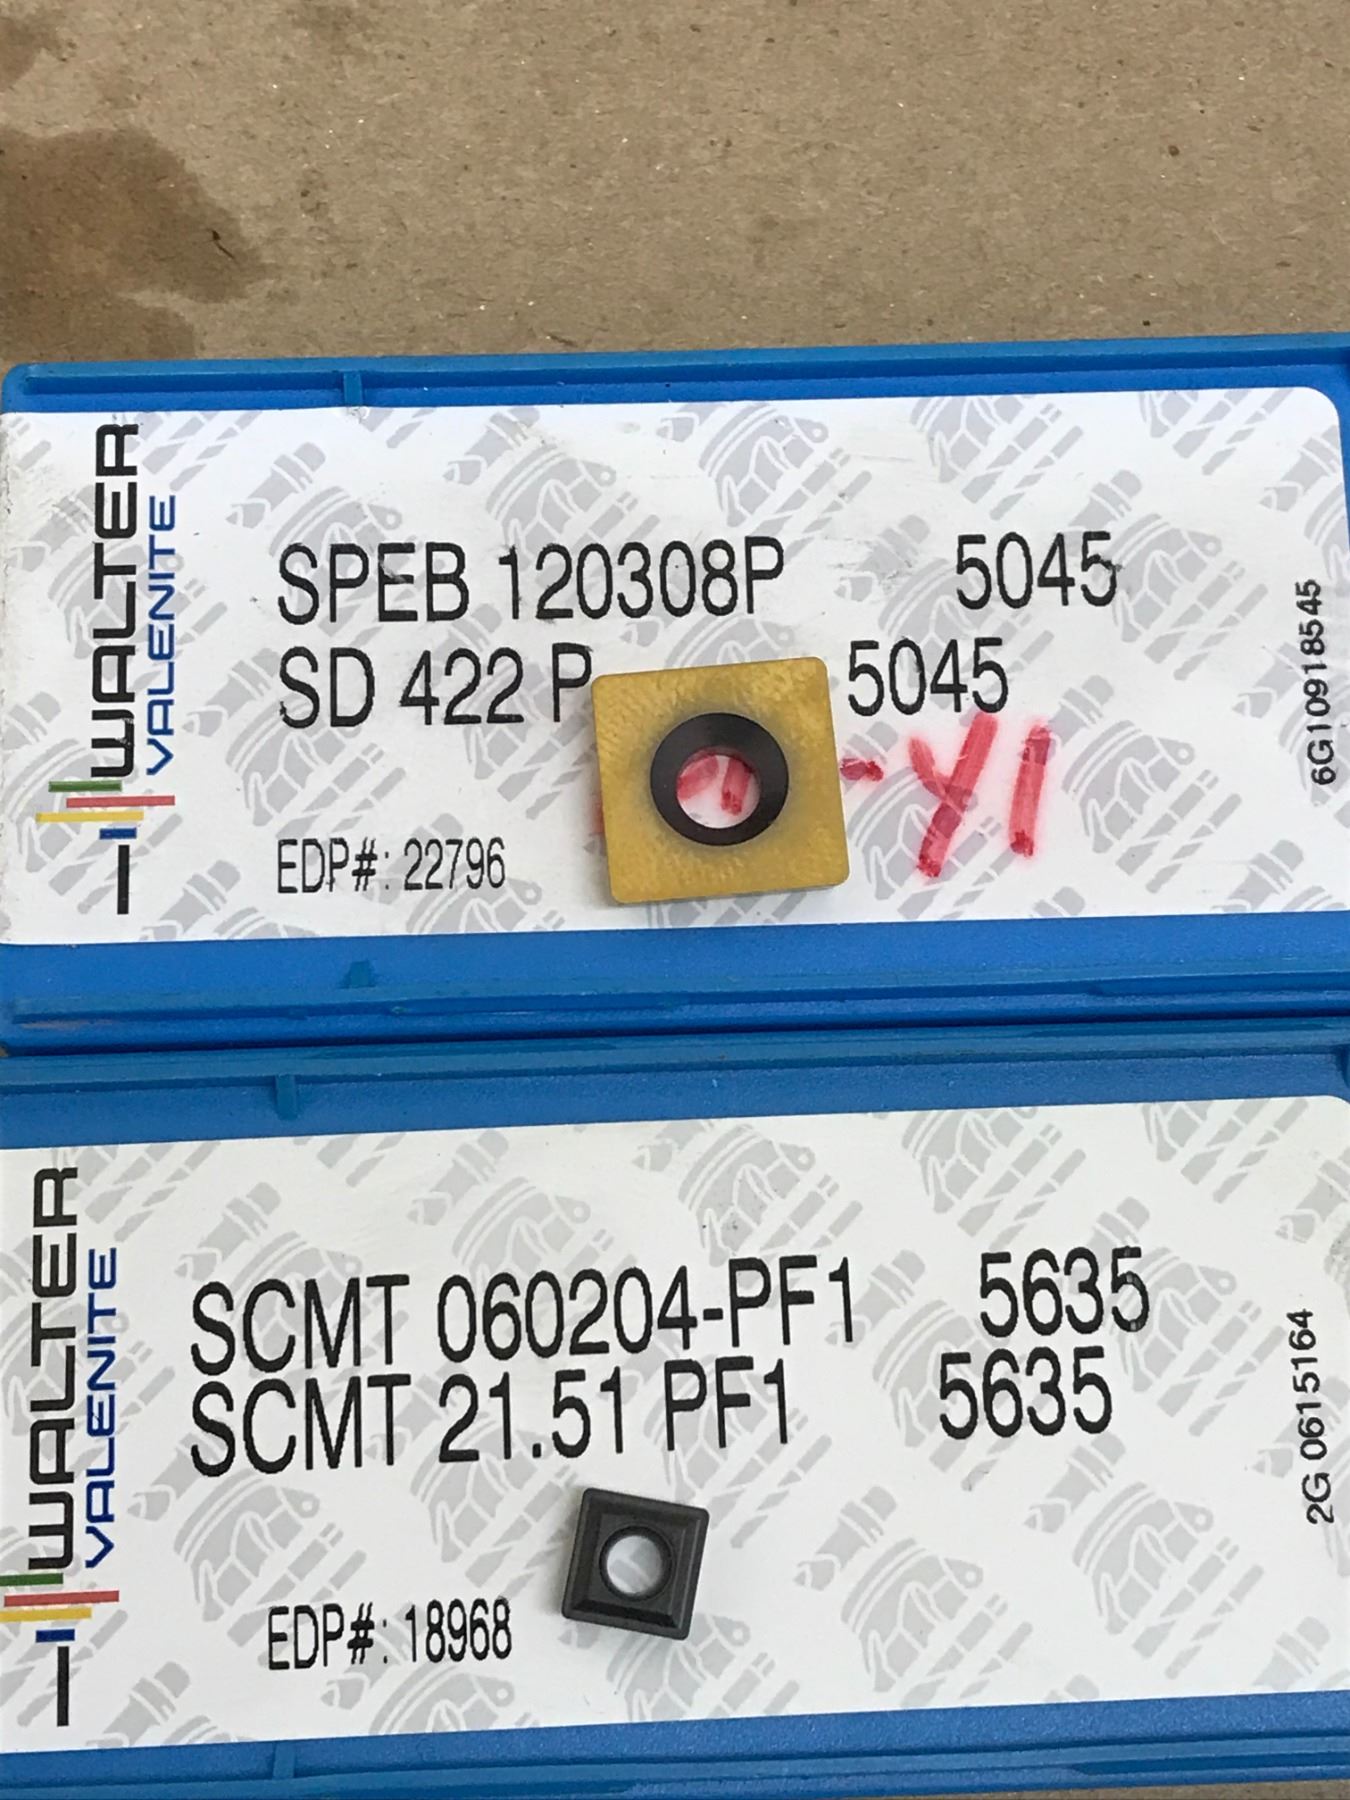 WALTER
VALENITE
SPEB 120308P 5045
SD 422 P 5045
-Y1
EDP#: 22796
6G10918545
WALTER
VALENITE
SCMT 060204-PF1 5635
SCMT 21.51 PF1 5635
EDP#: 18968
2G 0615164